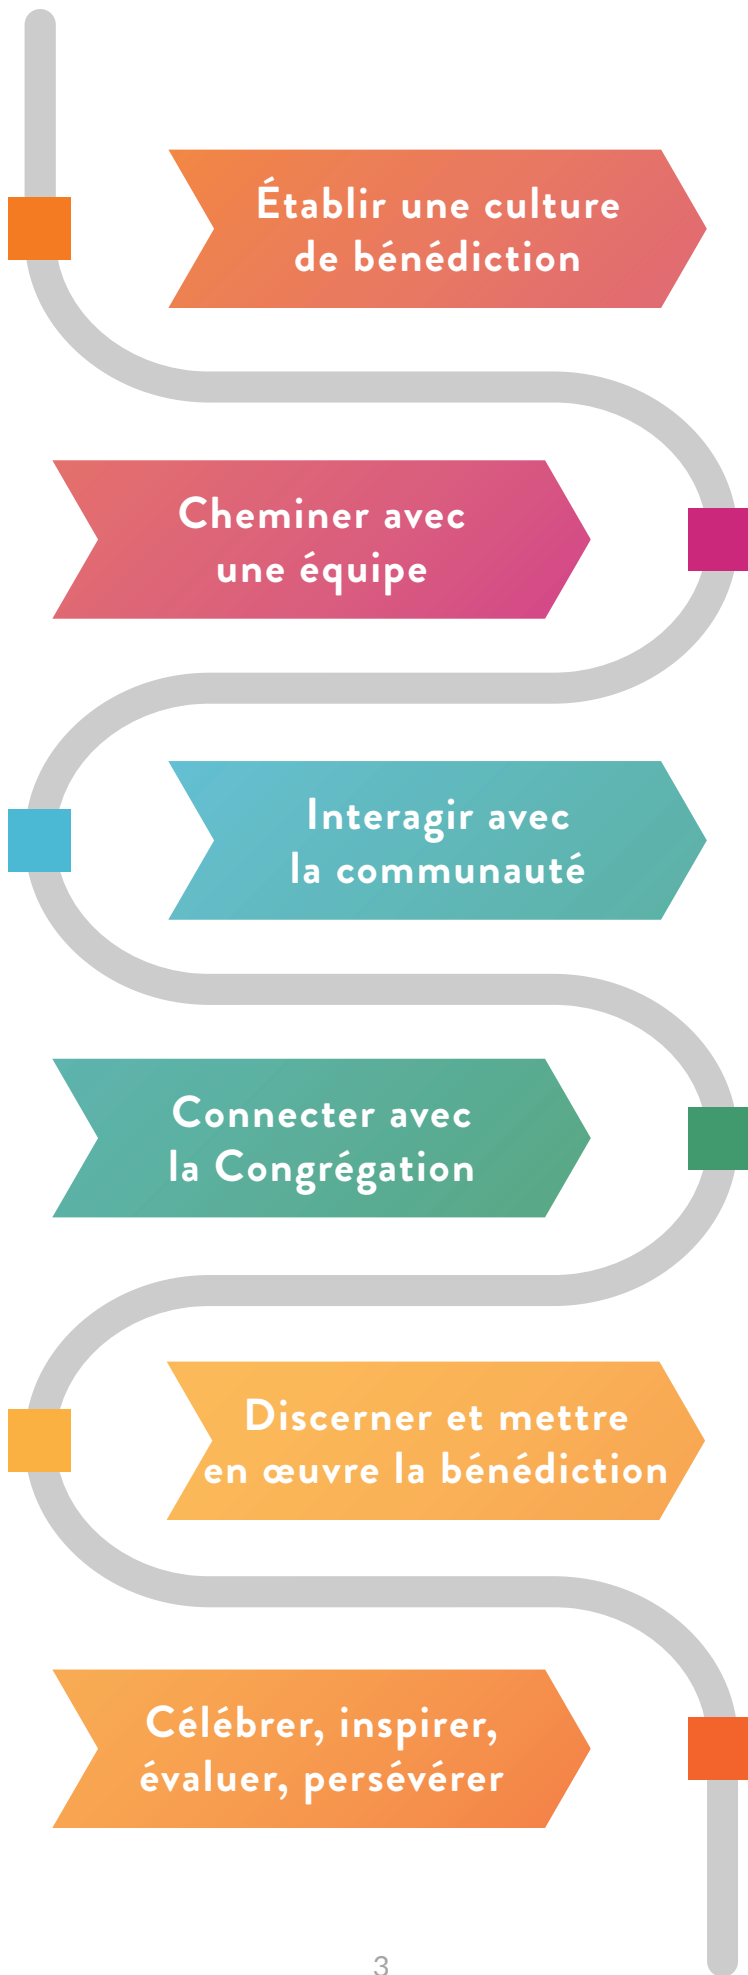 Établir une culture
de bénédiction
Cheminer avec
une équipe
Interagir avec
la communauté
Connecter avec
la Congrégation
Discerner et mettre
en œuvre la bénédiction
Célébrer, inspirer,
évaluer, persévérer
3